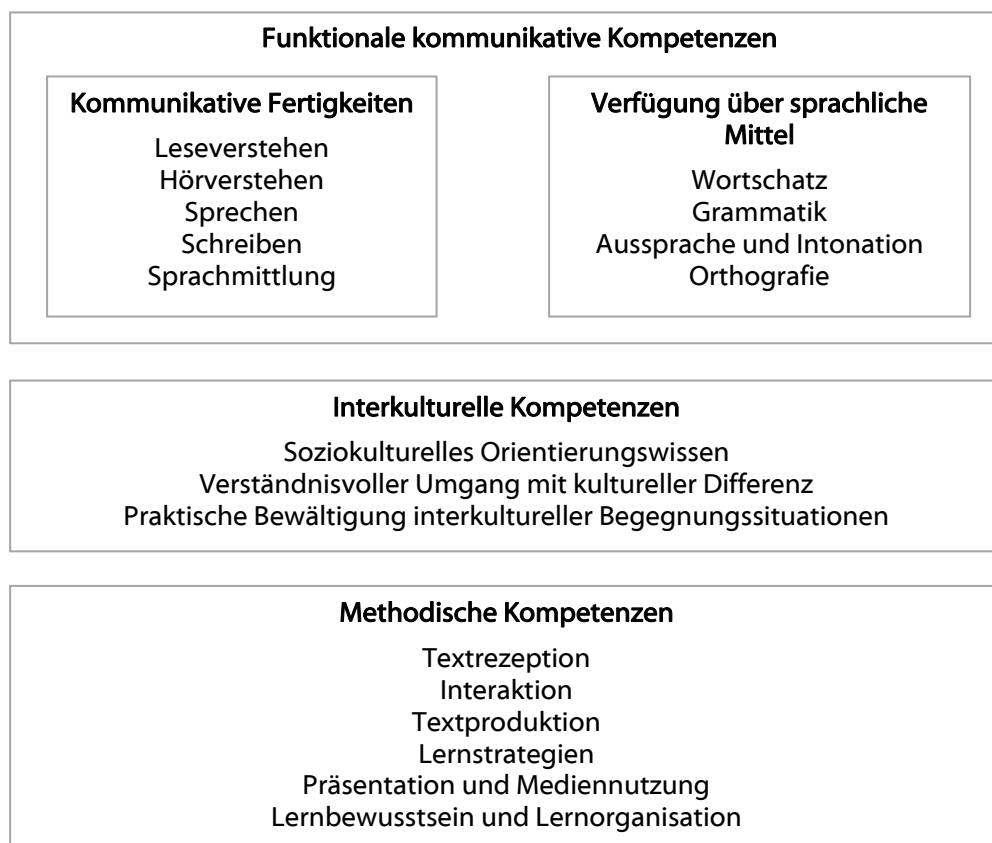 Funktionale kommunikative Kompetenzen
Kommunikative Fertigkeiten
Leseverstehen
Hörverstehen
Sprechen
Schreiben
Sprachmittlung
Verfügung über sprachliche
Mittel
Wortschatz
Grammatik
Aussprache und Intonation
Orthografie
Interkulturelle Kompetenzen
Soziokulturelles Orientierungswissen
Verständnisvoller Umgang mit kultureller Differenz
Praktische Bewältigung interkultureller Begegnungssituationen
Methodische Kompetenzen
Textrezeption
Interaktion
Textproduktion
Lernstrategien
Präsentation und Mediennutzung
Lernbewusstsein und Lernorganisation